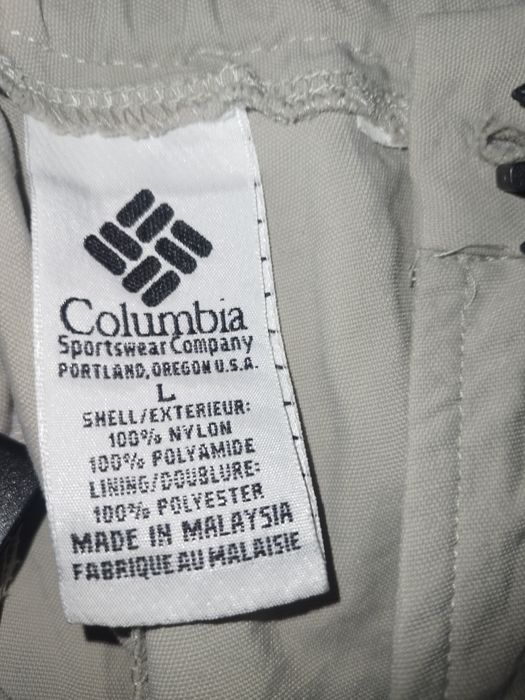 Columbia
Sportswear Company
PORTLAND, OREGON U.S.A.
L
SHELL/EXTERIEUR:
100% NYLON
100% POLYAMIDE
LINING/DOUBLURE:
100% POLYESTER
MADE IN MALAYSIA
FABRIQUE AU MALAISIE